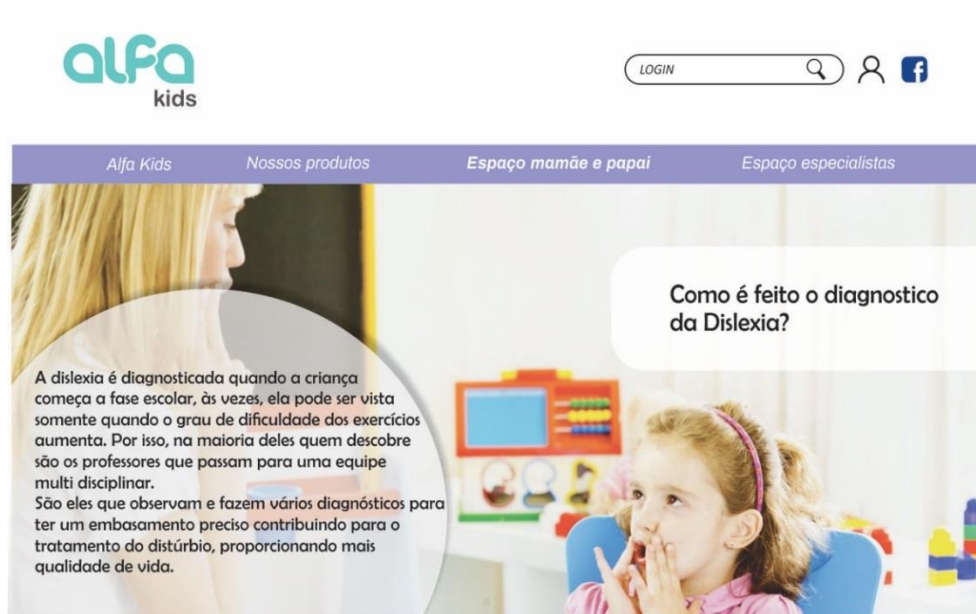 alfa
kids
LOGIN
Alfa Kids Nossos produtos Espaço mamãe e papai Espaço especialistas
Como é feito o diagnostico
da Dislexia?
A dislexia é diagnosticada quando a criança
começa a fase escolar, às vezes, ela pode ser vista
somente quando o grau de dificuldade dos exercícios
aumenta. Por isso, na maioria deles quem descobre
são os professores que passam para uma equipe
multi disciplinar.
São eles que observam e fazem vários diagnósticos para
ter um embasamento preciso contribuindo para o
tratamento do distúrbio, proporcionando mais
qualidade de vida.